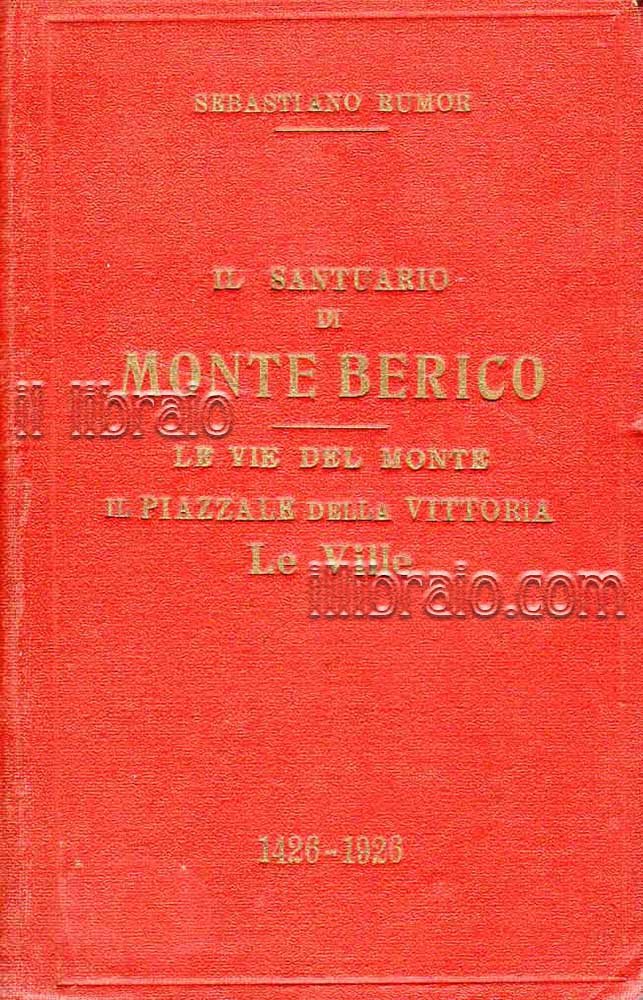 SEBASTIANO RUMOR
IL SANTUARIO
DI
MONTE BERICO
il libraio
LE VIE DEL MONTE
IL PIAZZALE DELLA VITTORIA
Le Ville
illibraio.com
1426-1926